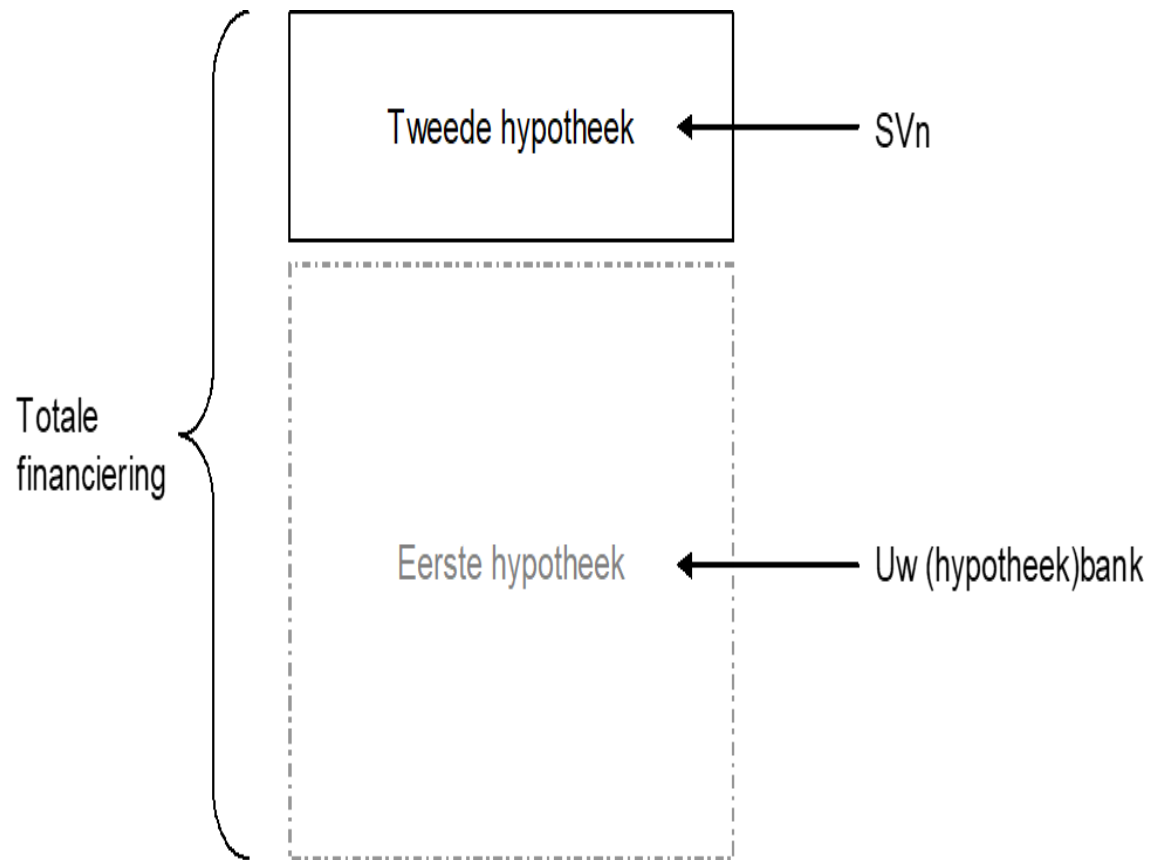 Tweede hypotheek
SVn
Totale
financiering
Eerste hypotheek
Uw (hypotheek)bank